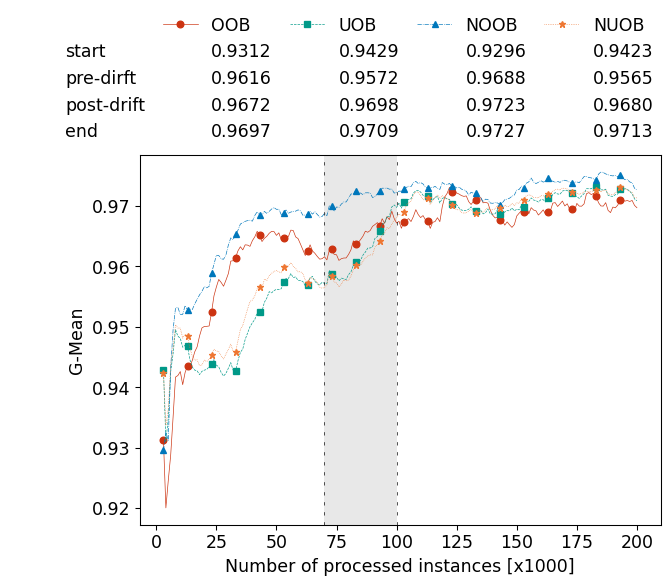 OOB UOB NOOB NUOB
start 0.9312 0.9429 0.9296 0.9423
pre-dirft 0.9616 0.9572 0.9688 0.9565
post-drift 0.9672 0.9698 0.9723 0.9680
end 0.9697 0.9709 0.9727 0.9713
0.97
0.96
0.95
0.94
0.93
0.92
G-Mean
0 25 50 75 100 125 150 175 200
Number of processed instances [x1000]